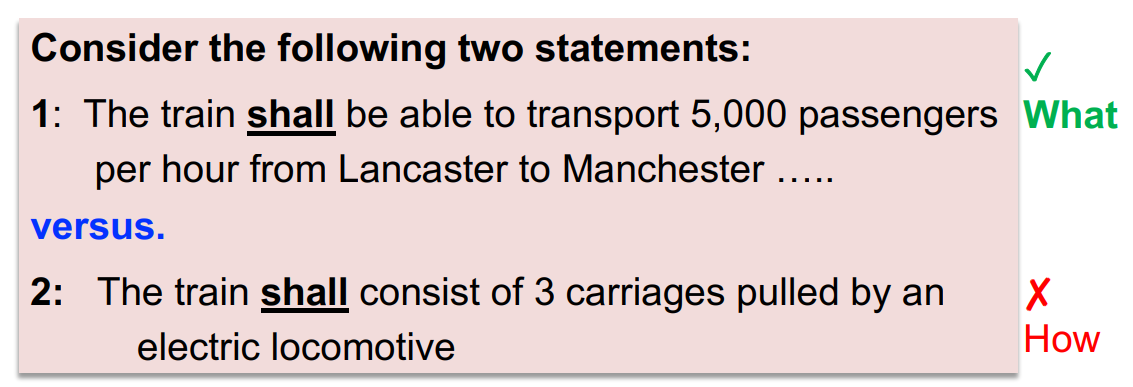 Consider the following two statements:
✓
1: The train shall be able to transport 5,000 passengers
What
per hour from Lancaster to Manchester …..
versus.
2: The train shall consist of 3 carriages pulled by an
✗
How
electric locomotive